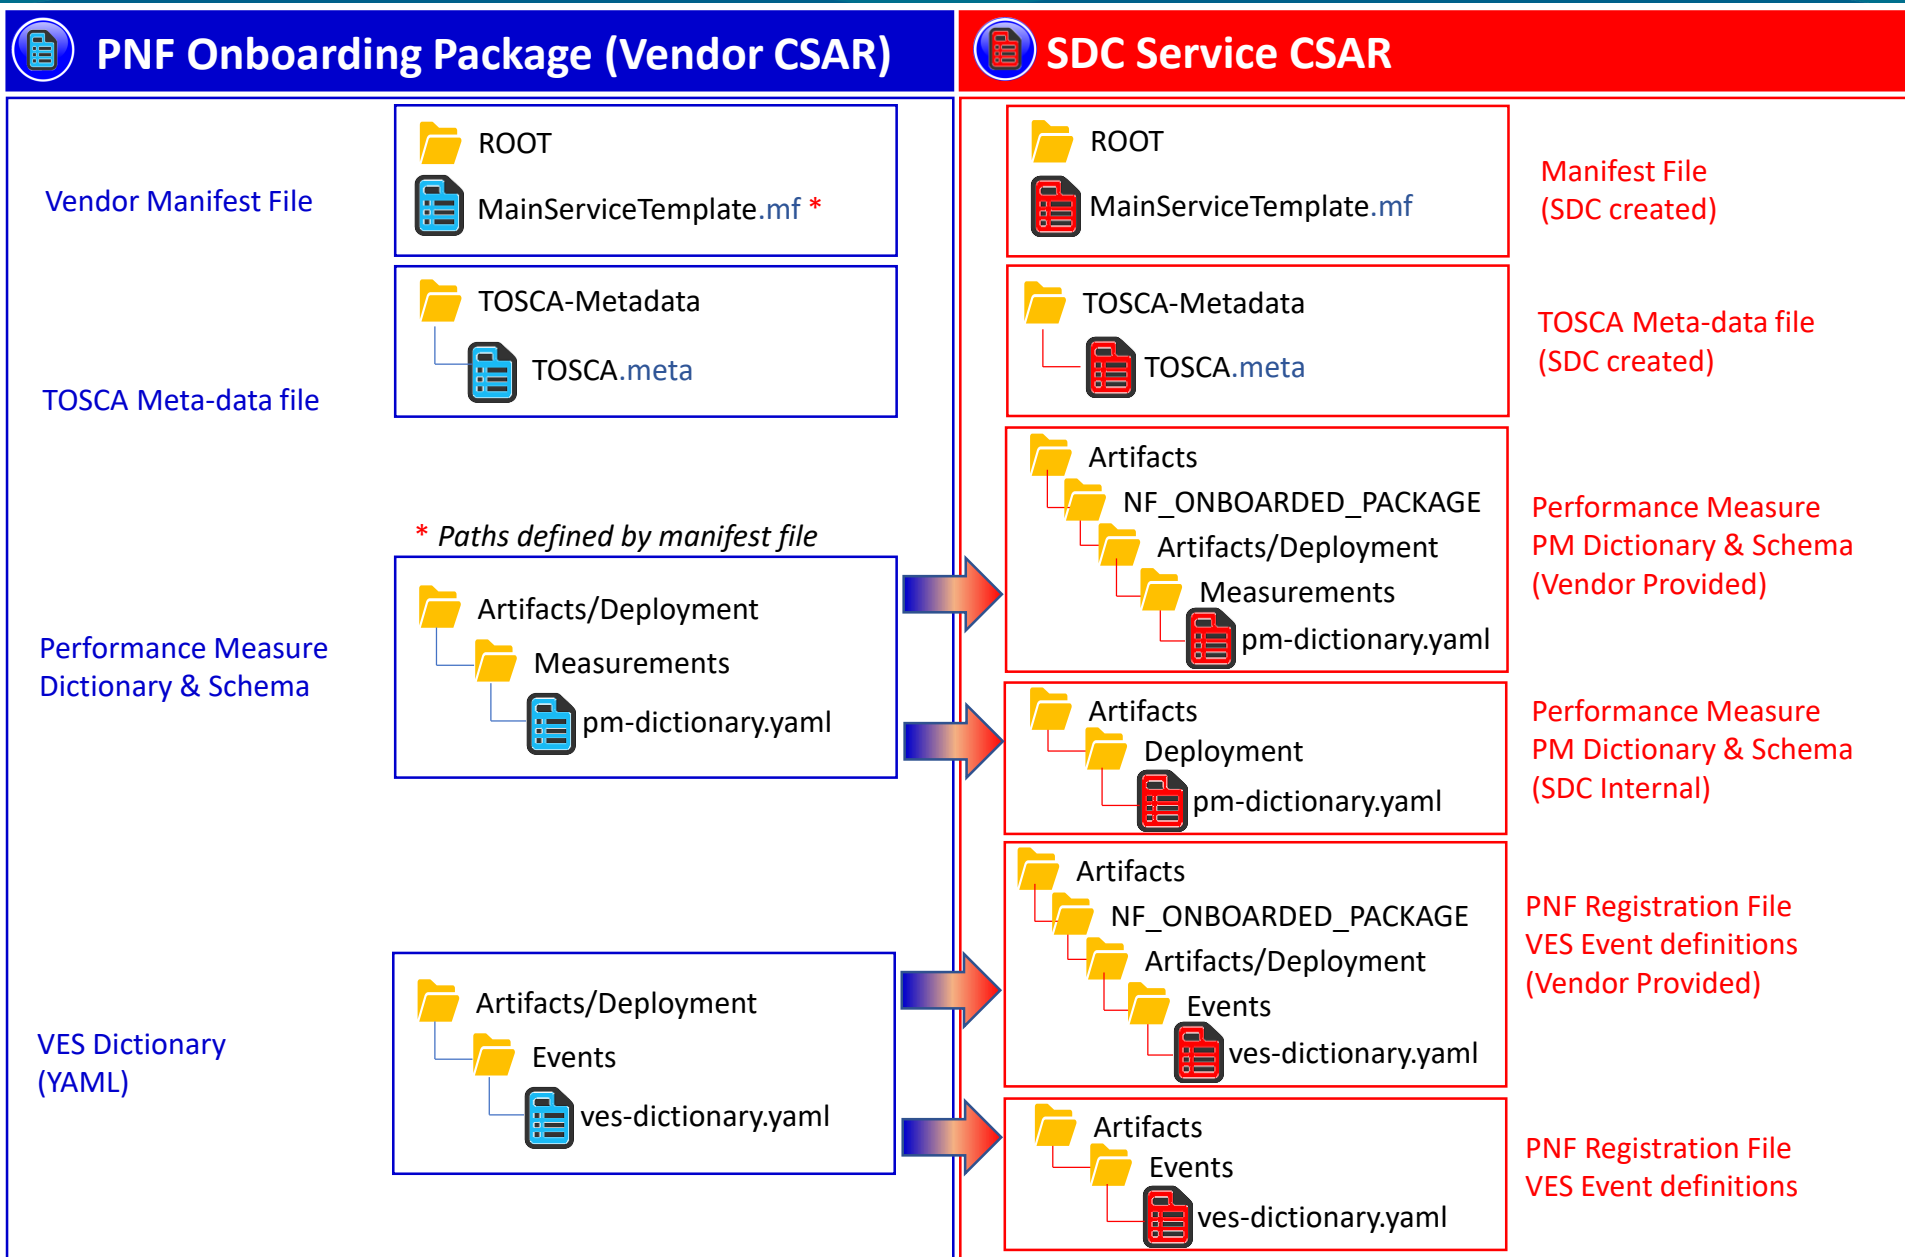 PNF Onboarding Package (Vendor CSAR)
SDC Service CSAR
Vendor Manifest File
ROOT
MainServiceTemplate.mf *
TOSCA Meta-data file
TOSCA-Metadata
TOSCA.meta
* Paths defined by manifest file
Performance Measure
Dictionary & Schema
Artifacts/Deployment
Measurements
pm-dictionary.yaml
VES Dictionary
(YAML)
Artifacts/Deployment
Events
ves-dictionary.yaml
ROOT
MainServiceTemplate.mf
Manifest File
(SDC created)
TOSCA-Metadata
TOSCA.meta
TOSCA Meta-data file
(SDC created)
Artifacts
NF_ONBOARDED_PACKAGE
Artifacts/Deployment
Measurements
pm-dictionary.yaml
Performance Measure
PM Dictionary & Schema
(Vendor Provided)
Artifacts
Deployment
pm-dictionary.yaml
Performance Measure
PM Dictionary & Schema
(SDC Internal)
Artifacts
NF_ONBOARDED_PACKAGE
Artifacts/Deployment
Events
ves-dictionary.yaml
PNF Registration File
VES Event definitions
(Vendor Provided)
Artifacts
Events
ves-dictionary.yaml
PNF Registration File
VES Event definitions